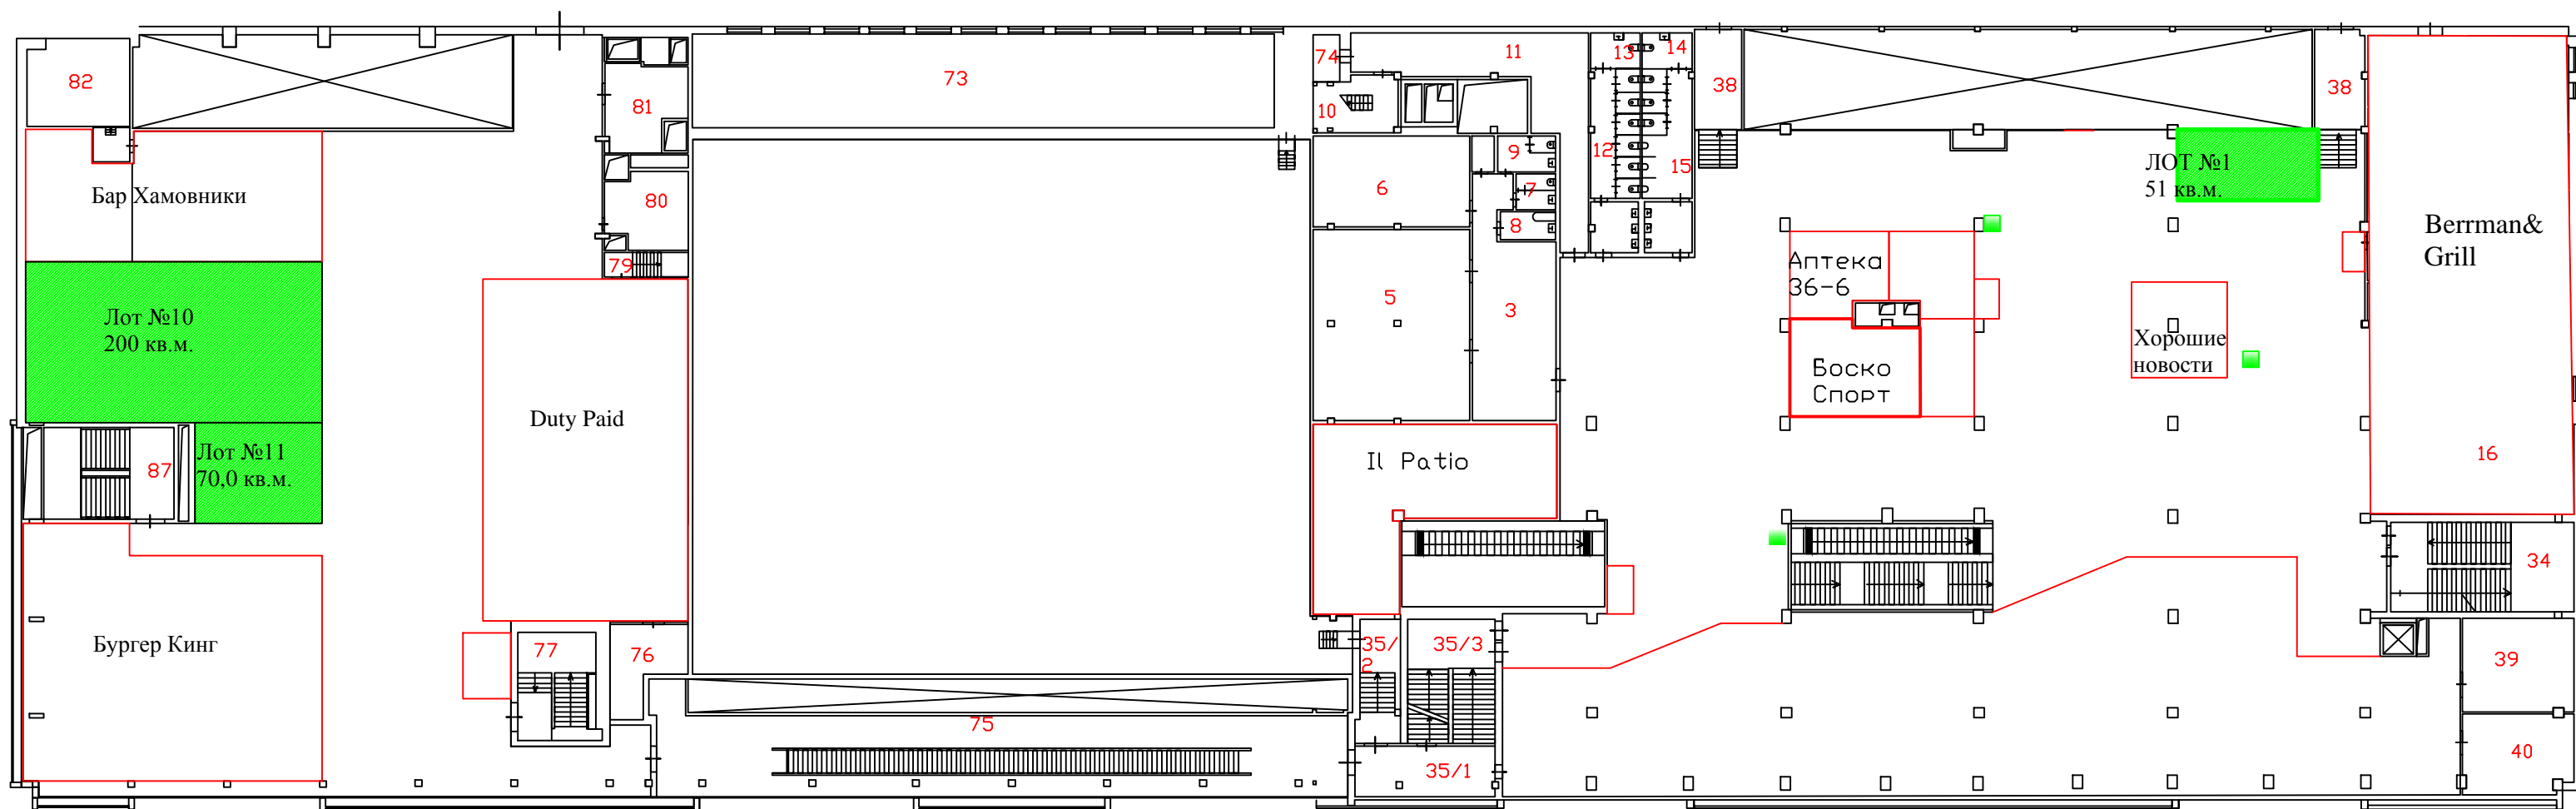 82
81
73
74
11
13
14
10
38
38
Бар Хамовники
80
79
6
9
7
8
12
15
ЛОТ №1
51 кв.м.
Berrman&
Grill
Лот №10
200 кв.м.
5
3
Аптека
36-6
Хорошие
новости
Боско
Спорт
Duty Paid
Лот №11
70,0 кв.м.
87
Il Patio
16
34
Бургер Кинг
77
76
35/
2
35/3
39
75
35/1
40